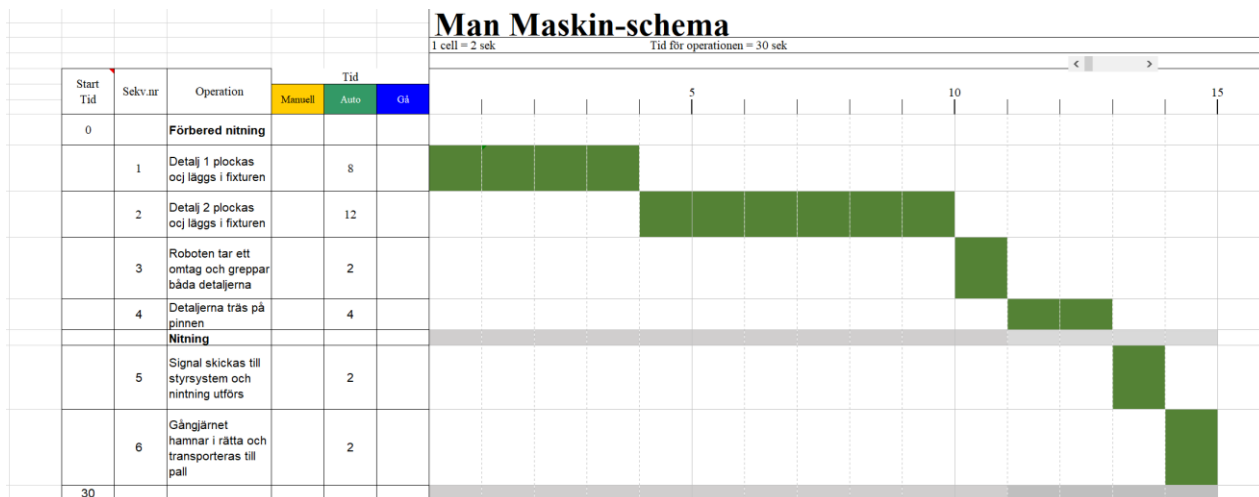 Man Maskin-schema
1 cell = 2 sek Tid för operationen = 30 sek
Start Tid Sekv.nr Operation Tid
Manuell Auto Gå
5 10 15
0 Förbered nitning
1 Detalj 1 plockas ocj läggs i fixturen 8
2 Detalj 2 plockas ocj läggs i fixturen 12
3 Roboten tar ett omtag och greppar båda detaljerna 2
4 Detaljerna träs på pinnen 4
Nitning
5 Signal skickas till styrsystem och nintning utförs 2
6 Gångjärnet hamnar i rätta och transporteras till pall 2
30